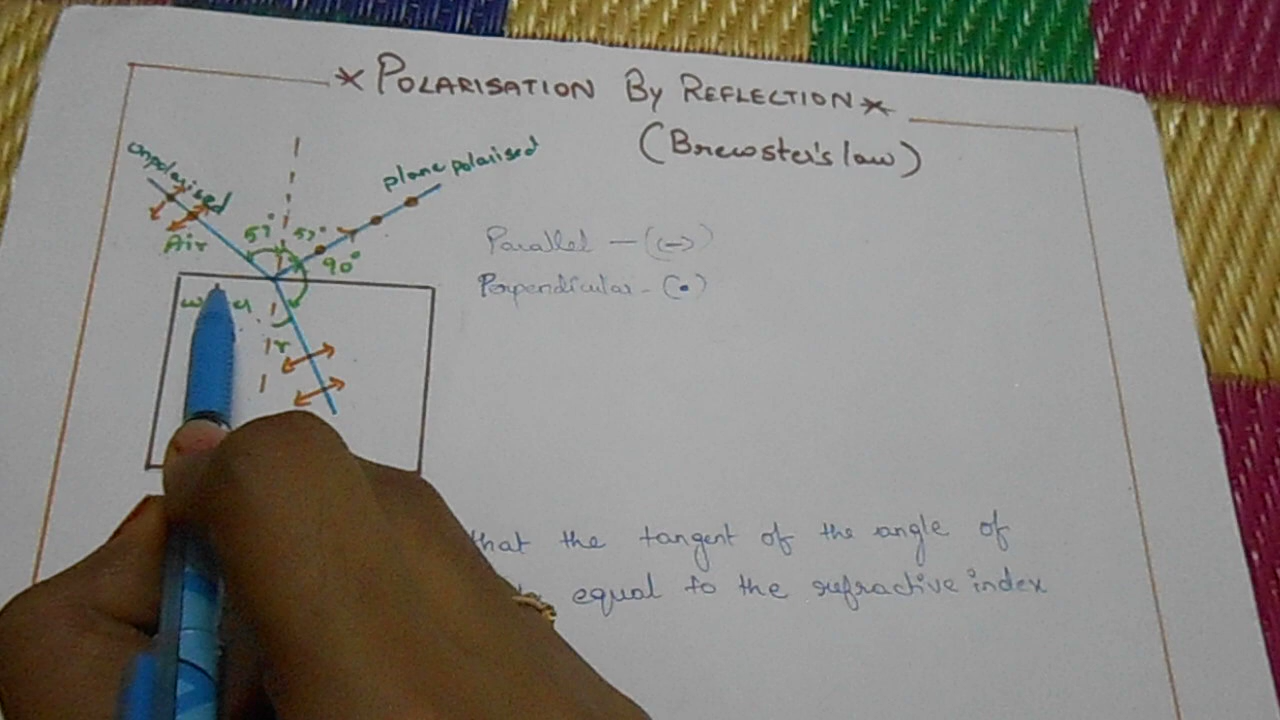 * POLARISATION By REFLECTION *
(Brewster's law)
unpolarised
plane polarised
57° 57°
Air
90°
Parallel - (↔)
Perpendicular - (•)
r
that the tangent of the angle of
equal to the refractive index